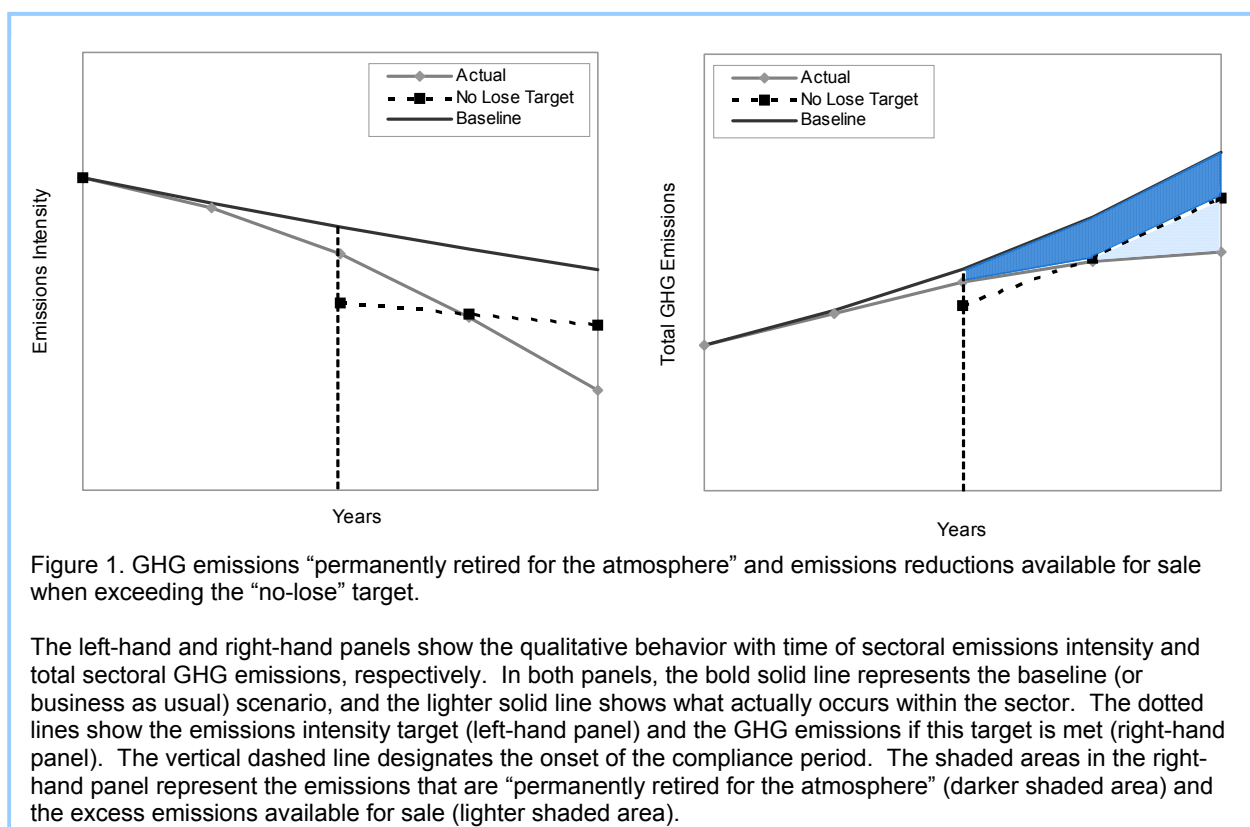 Actual
No Lose Target
Baseline
Emissions Intensity
Years
Actual
No Lose Target
Baseline
Total GHG Emissions
Years
Figure 1. GHG emissions “permanently retired for the atmosphere” and emissions reductions available for sale
when exceeding the “no-lose” target.
The left-hand and right-hand panels show the qualitative behavior with time of sectoral emissions intensity and
total sectoral GHG emissions, respectively. In both panels, the bold solid line represents the baseline (or
business as usual) scenario, and the lighter solid line shows what actually occurs within the sector. The dotted
lines show the emissions intensity target (left-hand panel) and the GHG emissions if this target is met (right-hand
panel). The vertical dashed line designates the onset of the compliance period. The shaded areas in the right-
hand panel represent the emissions that are “permanently retired for the atmosphere” (darker shaded area) and
the excess emissions available for sale (lighter shaded area).